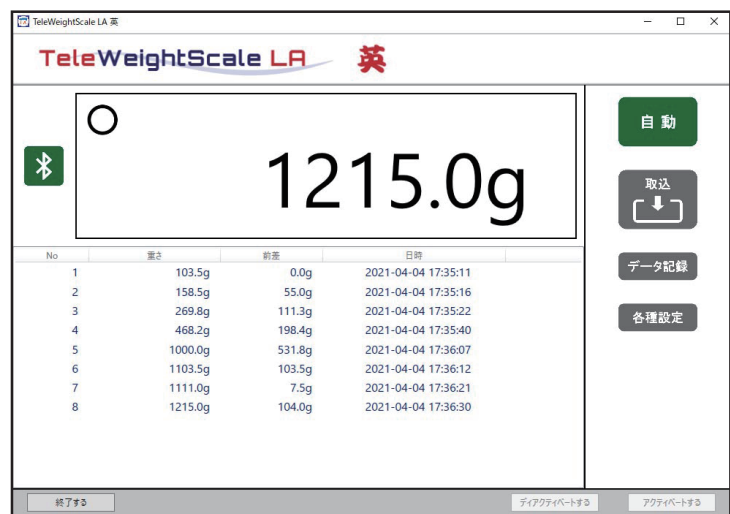 TeleWeightScale LA 英
TeleWeightScale LA 英
1215.0g
自 動
取込
データ記録
各種設定
No 重さ 前差 日時
1 103.5g 0.0g 2021-04-04 17:35:11
2 158.5g 55.0g 2021-04-04 17:35:16
3 269.8g 111.3g 2021-04-04 17:35:22
4 468.2g 198.4g 2021-04-04 17:35:40
5 1000.0g 531.8g 2021-04-04 17:36:07
6 1103.5g 103.5g 2021-04-04 17:36:12
7 1111.0g 7.5g 2021-04-04 17:36:21
8 1215.0g 104.0g 2021-04-04 17:36:30
終了する ディアクティベートする アクティベートする